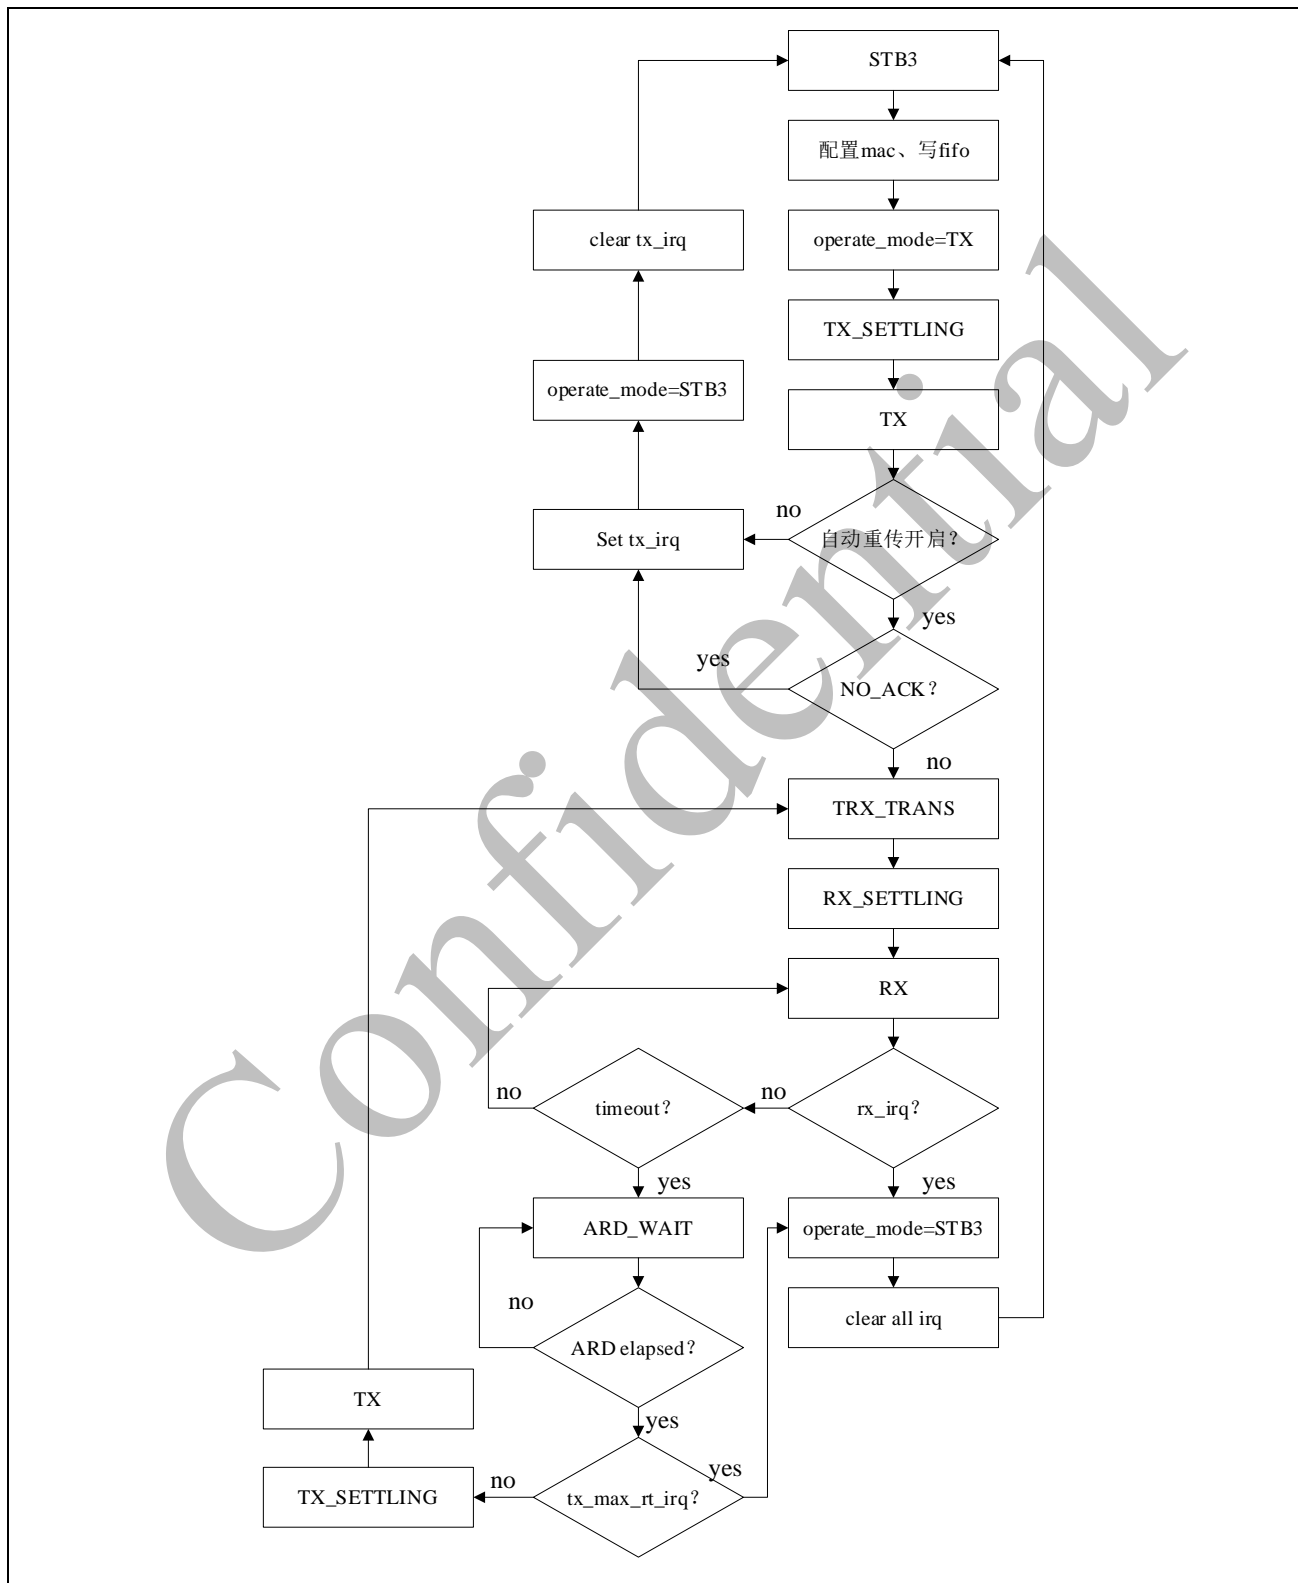 STB3
配置mac、写fifo
clear tx_irq
operate_mode=TX
TX_SETTLING
operate_mode=STB3
TX
no
Set tx_irq
自动重传开启？
yes
yes
NO_ACK？
no
TRX_TRANS
RX_SETTLING
RX
no
timeout？
no
rx_irq？
yes
yes
ARD_WAIT
operate_mode=STB3
no
clear all irq
ARD elapsed？
TX
yes
yes
no
TX_SETTLING
tx_max_rt_irq？
Confidential